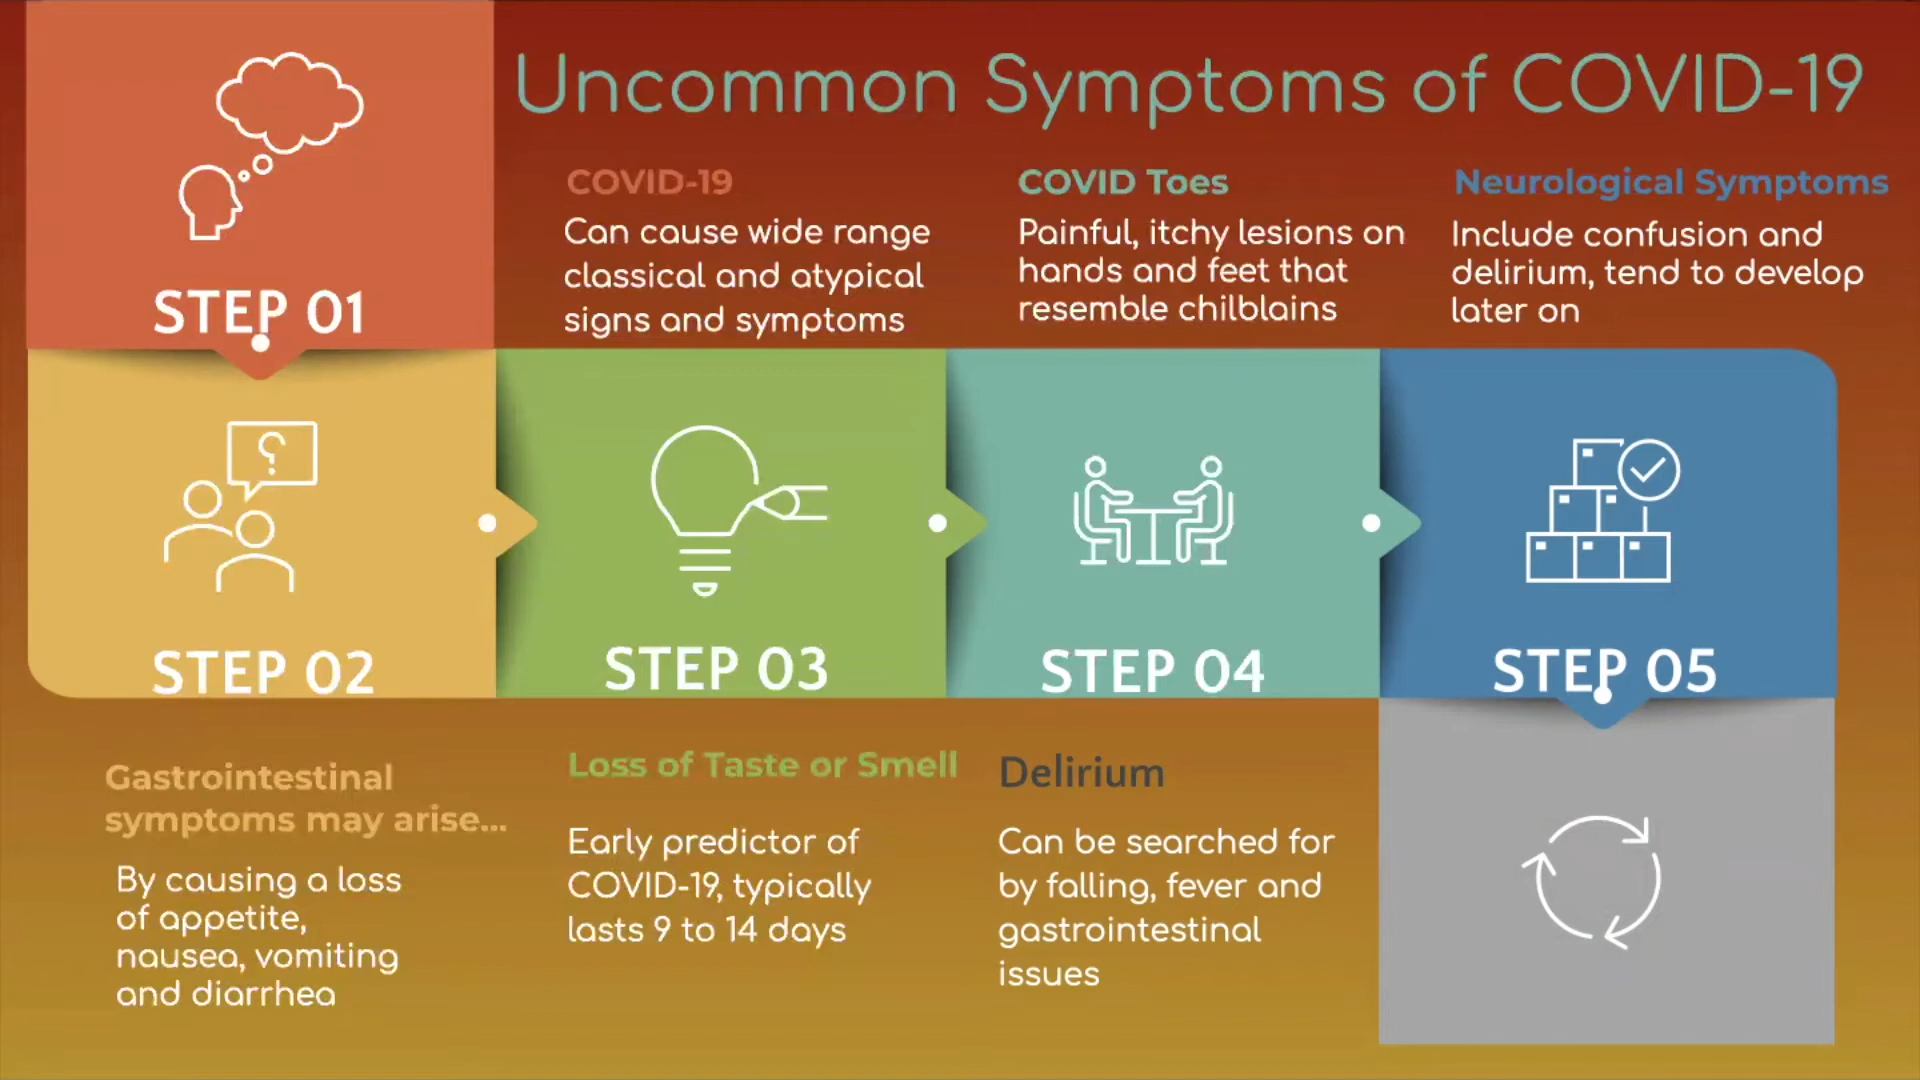 Uncommon Symptoms of COVID-19
STEP 01
COVID-19
Can cause wide range
classical and atypical
signs and symptoms
COVID Toes
Painful, itchy lesions on
hands and feet that
resemble chilblains
Neurological Symptoms
Include confusion and
delirium, tend to develop
later on
?
STEP 02
STEP 03
STEP 04
STEP 05
Gastrointestinal
symptoms may arise...
By causing a loss
of appetite,
nausea, vomiting
and diarrhea
Loss of Taste or Smell
Early predictor of
COVID-19, typically
lasts 9 to 14 days
Delirium
Can be searched for
by falling, fever and
gastrointestinal
issues